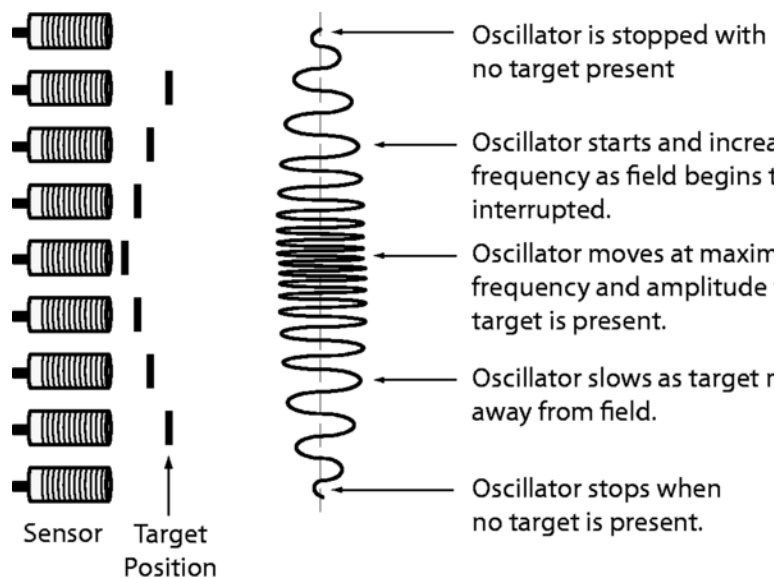 Oscillator is stopped with
no target present
Oscillator starts and
frequency as field begins
interrupted.
Oscillator moves at
frequency and amplitude
target is present.
Oscillator slows as target
away from field.
Oscillator stops when
no target is present.
Sensor
Target
Position